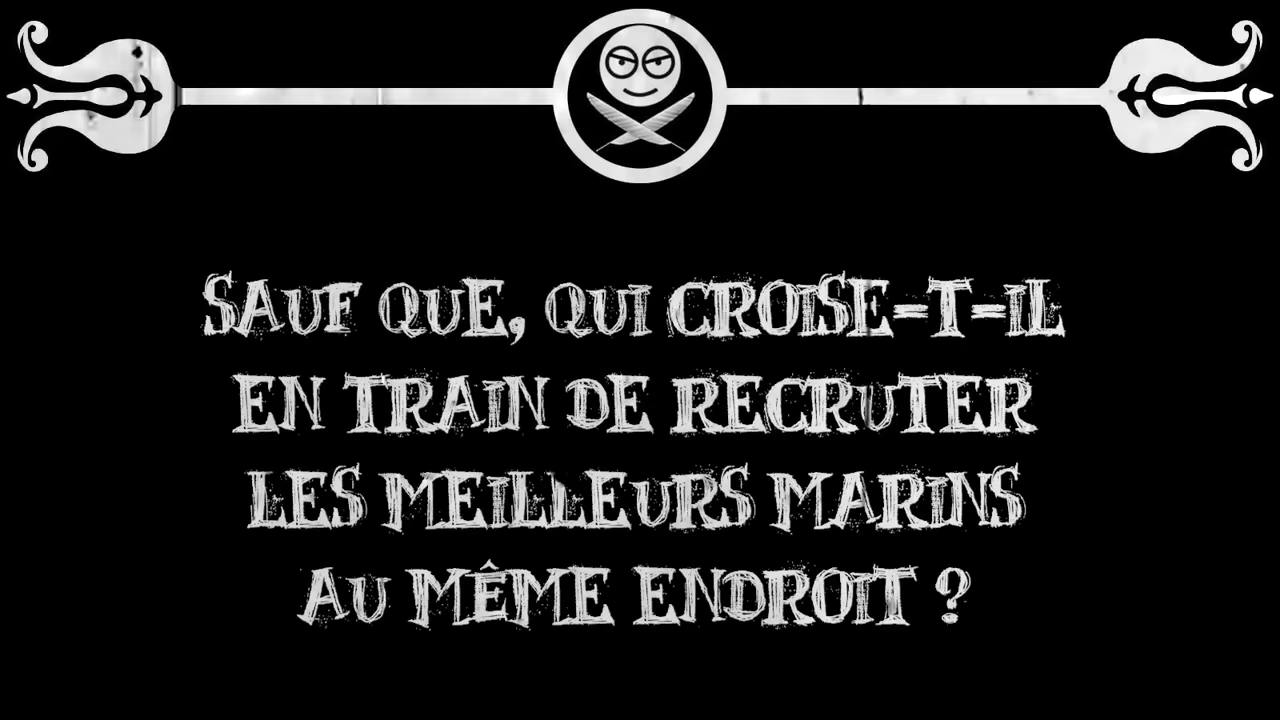 SAUF QUE, QUI CROISE-T-IL
EN TRAIN DE RECRUTER
LES MEILLEURS MARINS
AU MÊME ENDROIT ?